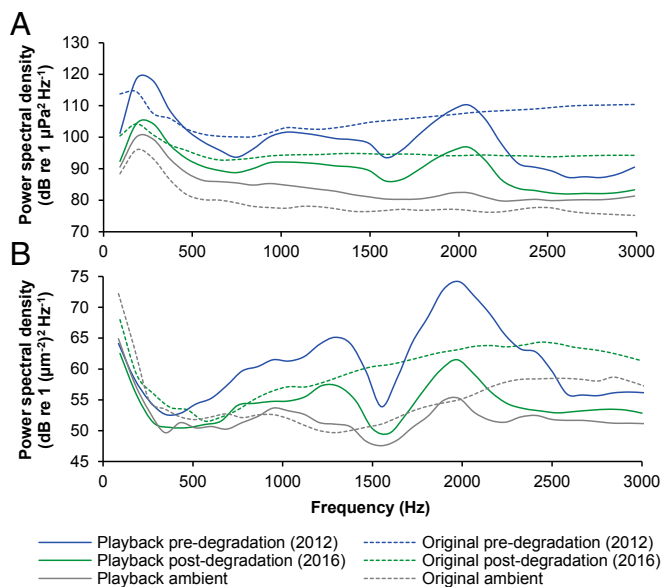 A
Power spectral density
(dB re 1 µPa² Hz⁻¹)
130
120
110
100
90
80
70
0 500 1000 1500 2000 2500 3000
B
Power spectral density
(dB re 1 (µm⁻²)² Hz⁻¹)
75
70
65
60
55
50
45
0 500 1000 1500 2000 2500 3000
Frequency (Hz)
Playback pre-degradation (2012) Original pre-degradation (2012)
Playback post-degradation (2016) Original post-degradation (2016)
Playback ambient Original ambient